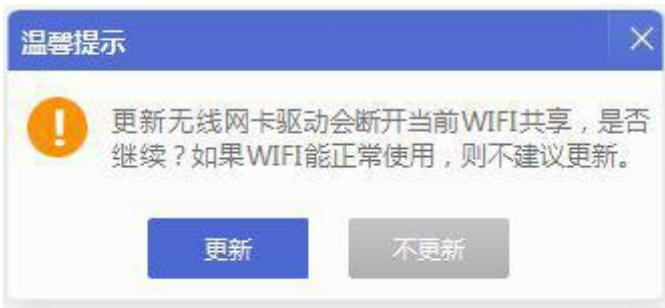 温馨提示
更新无线网卡驱动会断开当前WIFI共享，是否
继续？如果WIFI能正常使用，则不建议更新。
更新
不更新